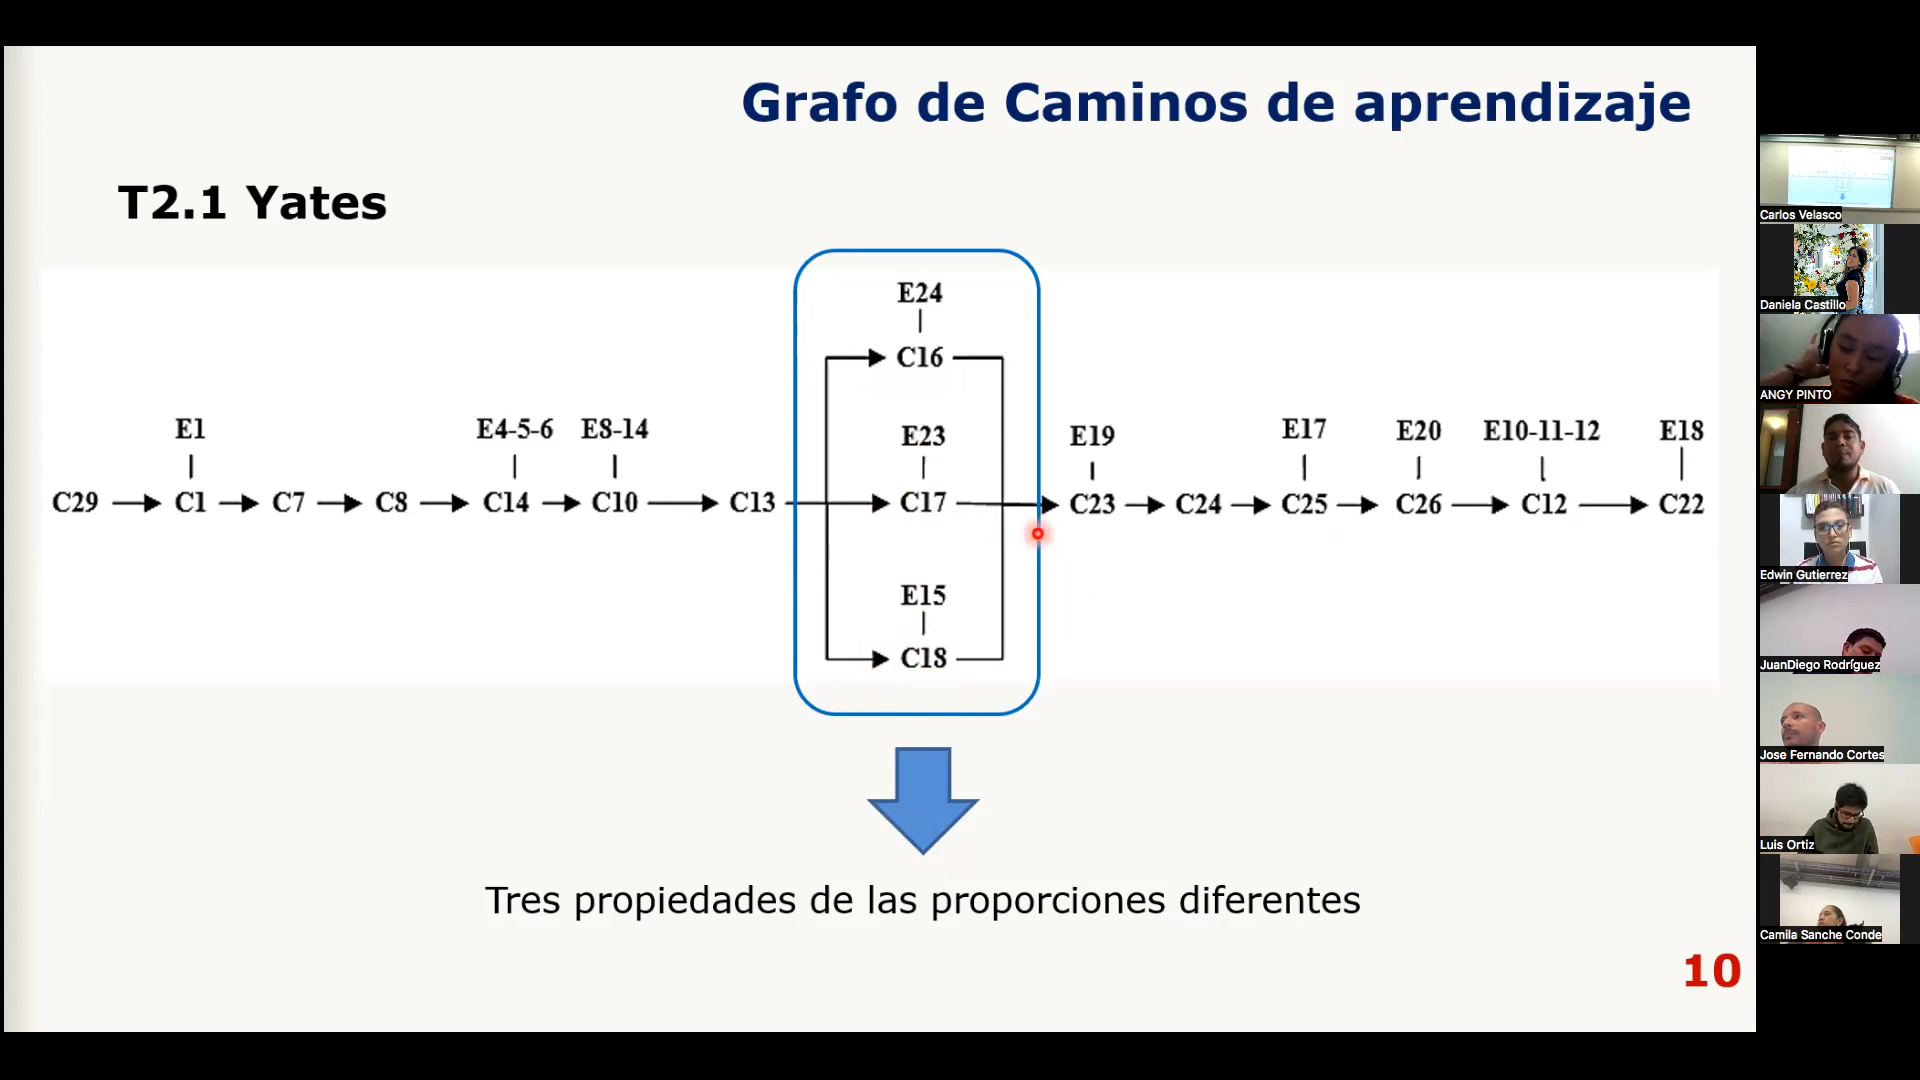 Grafo de Caminos de aprendizaje
T2.1 Yates
E24
C16
E1 E4-5-6 E8-14 E23 E19 E17 E20 E10-11-12 E18
C29 C1 C7 C8 C14 C10 C13 C17 C23 C24 C25 C26 C12 C22
E15
C18
Tres propiedades de las proporciones diferentes
10
Carlos Velasco
Daniela Castillo
ANGY PINTO
Edwin Gutierrez
JuanDiego Rodríguez
Jose Fernando Cortes
Luis Ortiz
Camila Sanche Conde